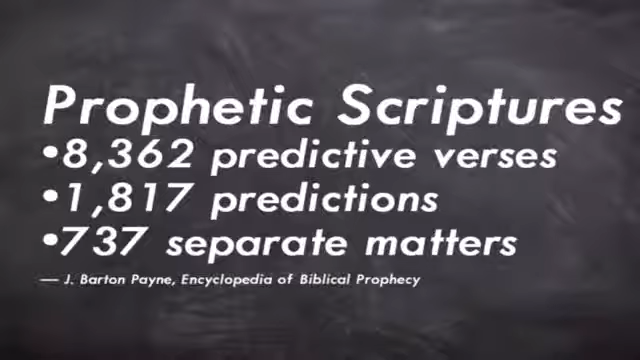 Prophetic Scriptures
•8,362 predictive verses
•1,817 predictions
•737 separate matters
— J. Barton Payne, Encyclopedia of Biblical Prophecy